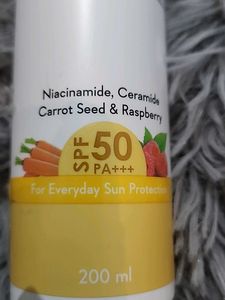 Niacinamide, Ceramide
Carrot Seed & Raspberry
SPF 50
PA+++
For Everyday Sun Protection
200 ml